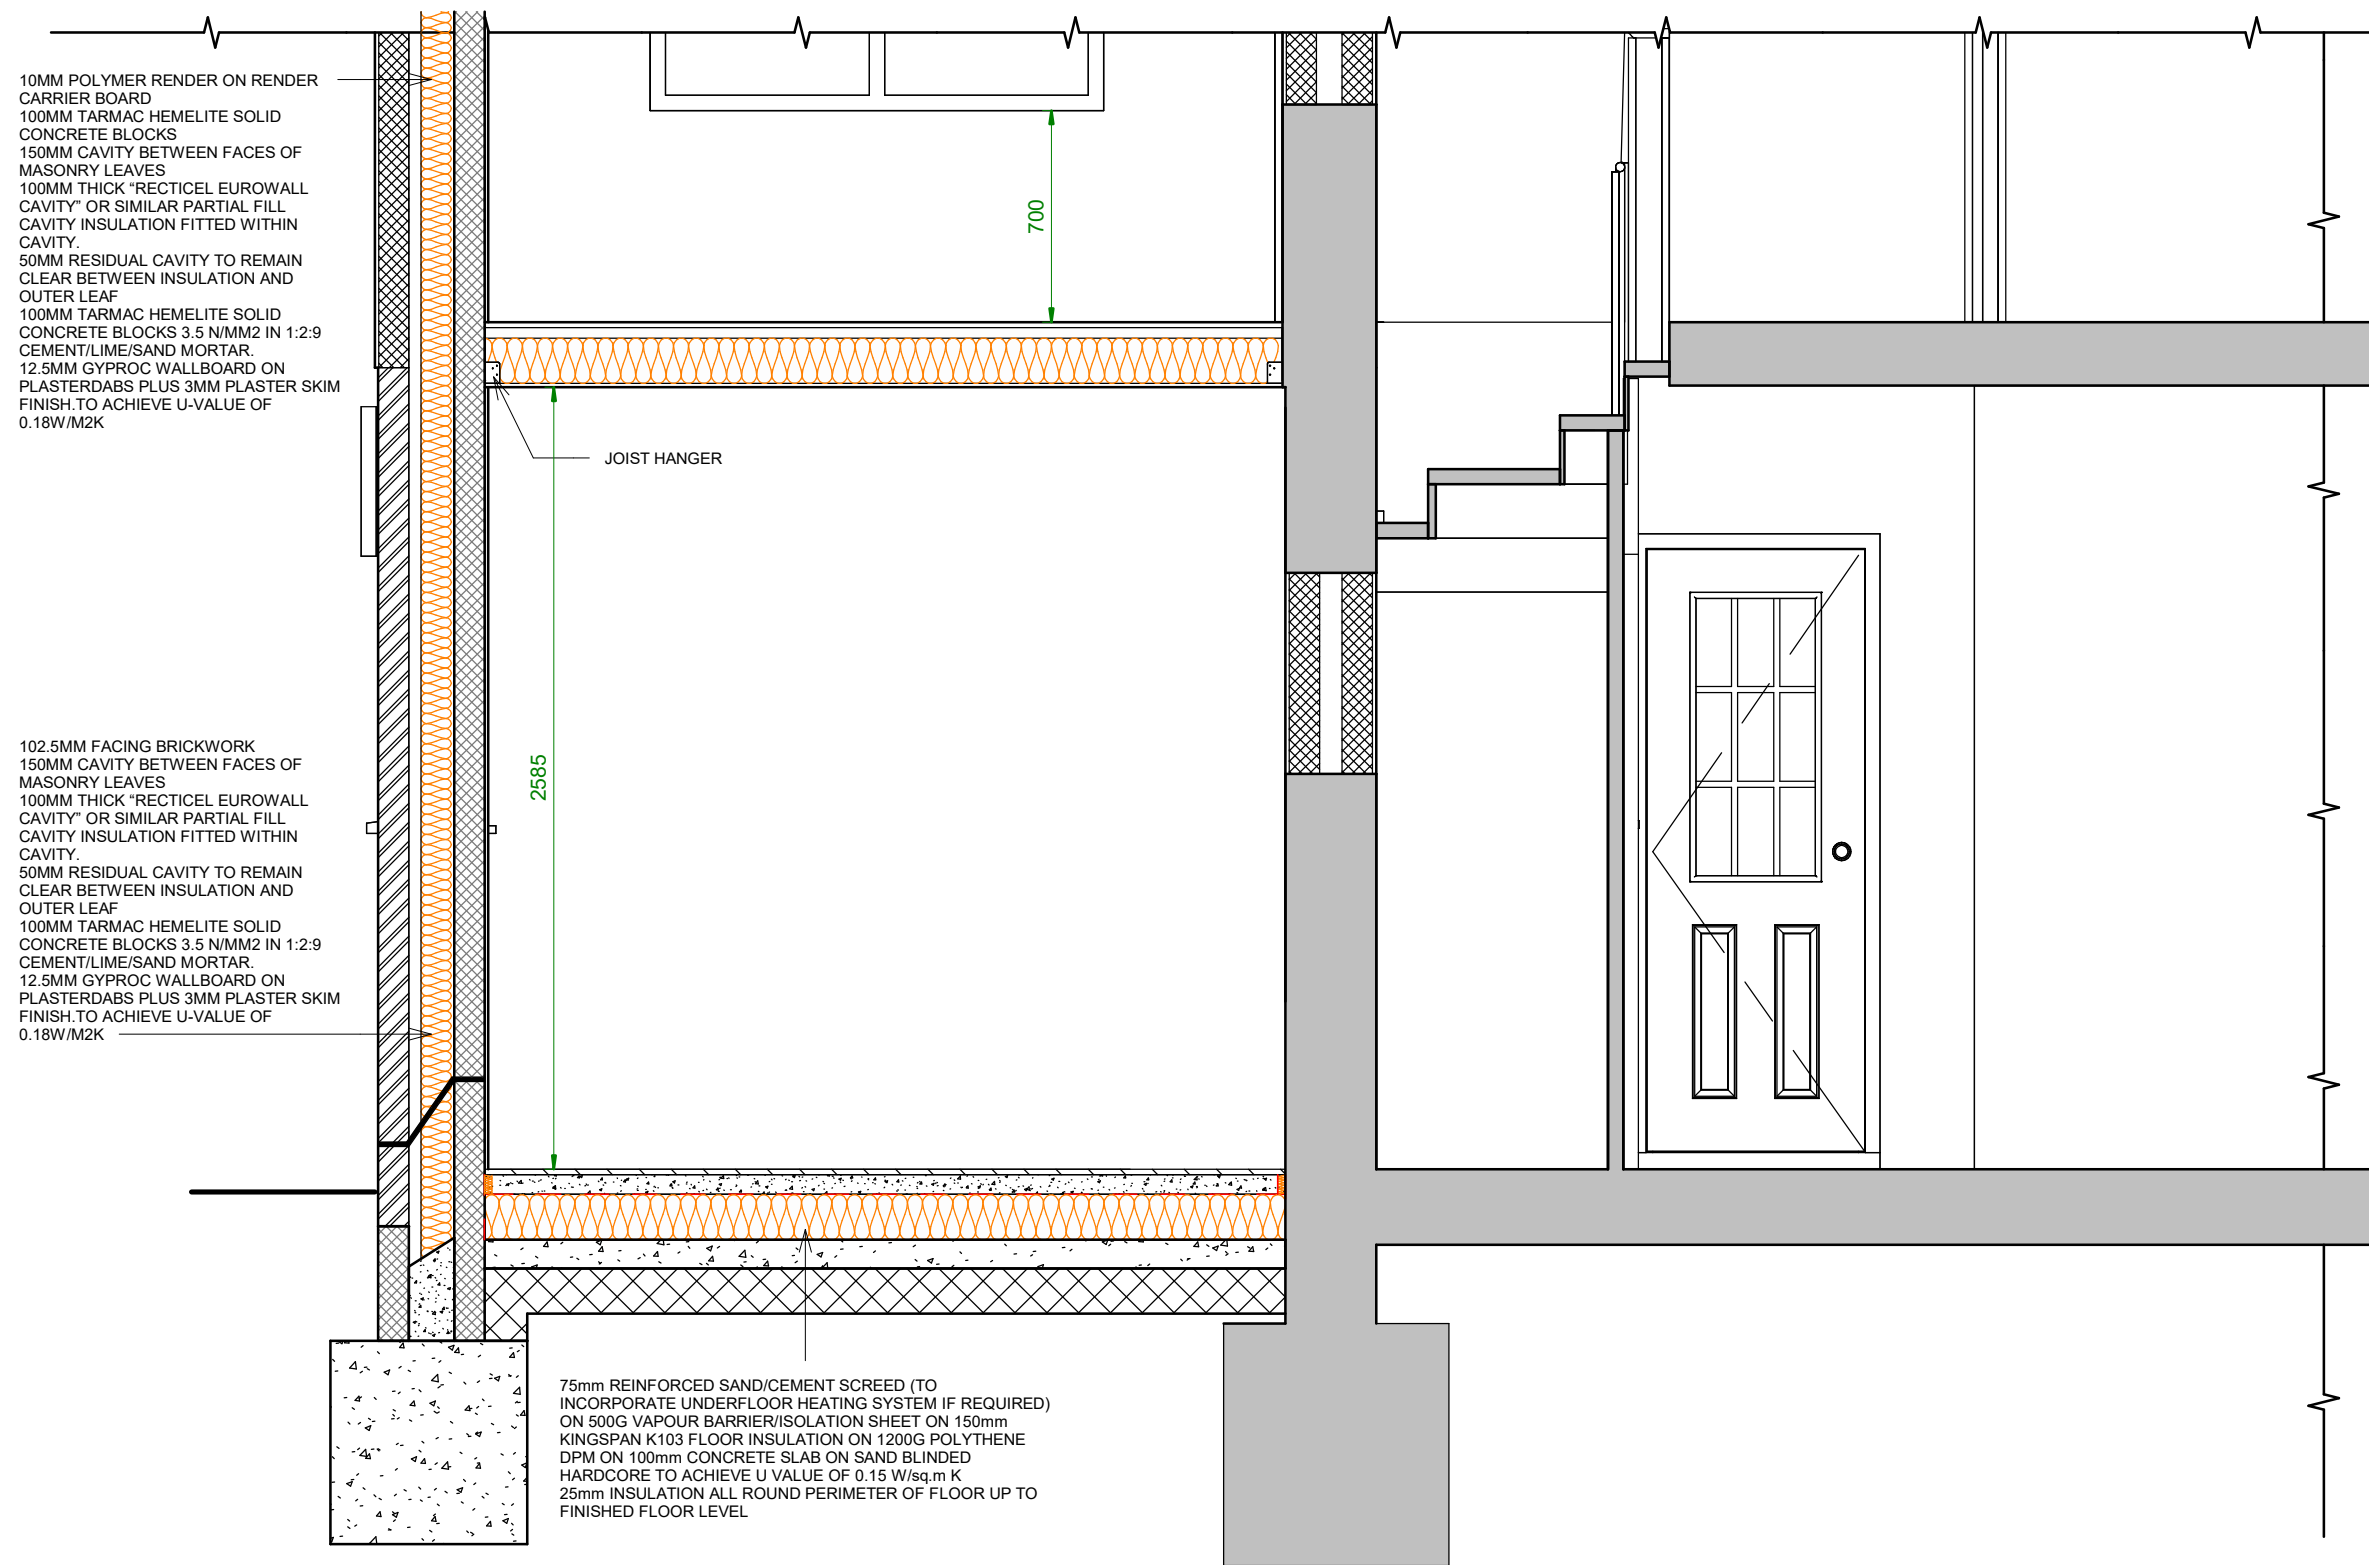 10MM POLYMER RENDER ON RENDER
CARRIER BOARD
100MM TARMAC HEMELITE SOLID
CONCRETE BLOCKS
150MM CAVITY BETWEEN FACES OF
MASONRY LEAVES
100MM THICK “RECTICEL EUROWALL
CAVITY” OR SIMILAR PARTIAL FILL
CAVITY INSULATION FITTED WITHIN
CAVITY.
50MM RESIDUAL CAVITY TO REMAIN
CLEAR BETWEEN INSULATION AND
OUTER LEAF
100MM TARMAC HEMELITE SOLID
CONCRETE BLOCKS 3.5 N/MM2 IN 1:2:9
CEMENT/LIME/SAND MORTAR.
12.5MM GYPROC WALLBOARD ON
PLASTERDABS PLUS 3MM PLASTER SKIM
FINISH.TO ACHIEVE U-VALUE OF
0.18W/M2K
700
JOIST HANGER
2585
102.5MM FACING BRICKWORK
150MM CAVITY BETWEEN FACES OF
MASONRY LEAVES
100MM THICK “RECTICEL EUROWALL
CAVITY” OR SIMILAR PARTIAL FILL
CAVITY INSULATION FITTED WITHIN
CAVITY.
50MM RESIDUAL CAVITY TO REMAIN
CLEAR BETWEEN INSULATION AND
OUTER LEAF
100MM TARMAC HEMELITE SOLID
CONCRETE BLOCKS 3.5 N/MM2 IN 1:2:9
CEMENT/LIME/SAND MORTAR.
12.5MM GYPROC WALLBOARD ON
PLASTERDABS PLUS 3MM PLASTER SKIM
FINISH.TO ACHIEVE U-VALUE OF
0.18W/M2K
75mm REINFORCED SAND/CEMENT SCREED (TO
INCORPORATE UNDERFLOOR HEATING SYSTEM IF REQUIRED)
ON 500G VAPOUR BARRIER/ISOLATION SHEET ON 150mm
KINGSPAN K103 FLOOR INSULATION ON 1200G POLYTHENE
DPM ON 100mm CONCRETE SLAB ON SAND BLINDED
HARDCORE TO ACHIEVE U VALUE OF 0.15 W/sq.m K
25mm INSULATION ALL ROUND PERIMETER OF FLOOR UP TO
FINISHED FLOOR LEVEL